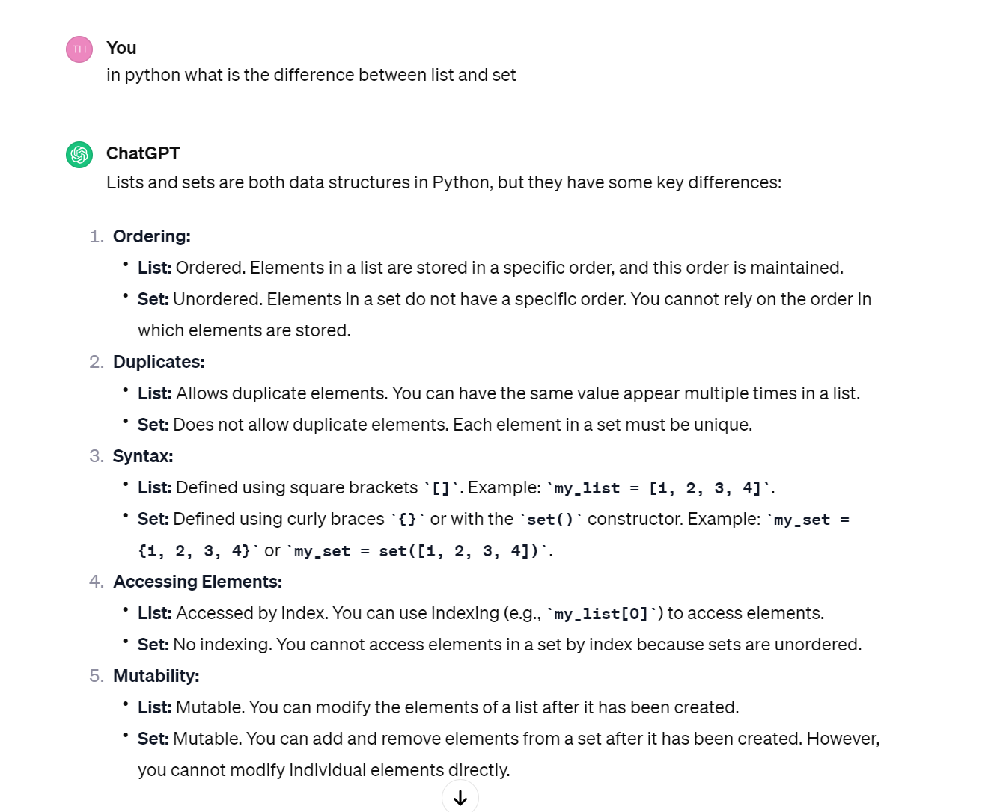 TH
You
in python what is the difference between list and set
ChatGPT
Lists and sets are both data structures in Python, but they have some key differences:
1. Ordering:
• List: Ordered. Elements in a list are stored in a specific order, and this order is maintained.
• Set: Unordered. Elements in a set do not have a specific order. You cannot rely on the order in
which elements are stored.
2. Duplicates:
• List: Allows duplicate elements. You can have the same value appear multiple times in a list.
• Set: Does not allow duplicate elements. Each element in a set must be unique.
3. Syntax:
• List: Defined using square brackets `[]`. Example: `my_list = [1, 2, 3, 4]`.
• Set: Defined using curly braces `{}` or with the `set()` constructor. Example: `my_set =
{1, 2, 3, 4}` or `my_set = set([1, 2, 3, 4])`.
4. Accessing Elements:
• List: Accessed by index. You can use indexing (e.g., `my_list[0]`) to access elements.
• Set: No indexing. You cannot access elements in a set by index because sets are unordered.
5. Mutability:
• List: Mutable. You can modify the elements of a list after it has been created.
• Set: Mutable. You can add and remove elements from a set after it has been created. However,
you cannot modify individual elements directly.